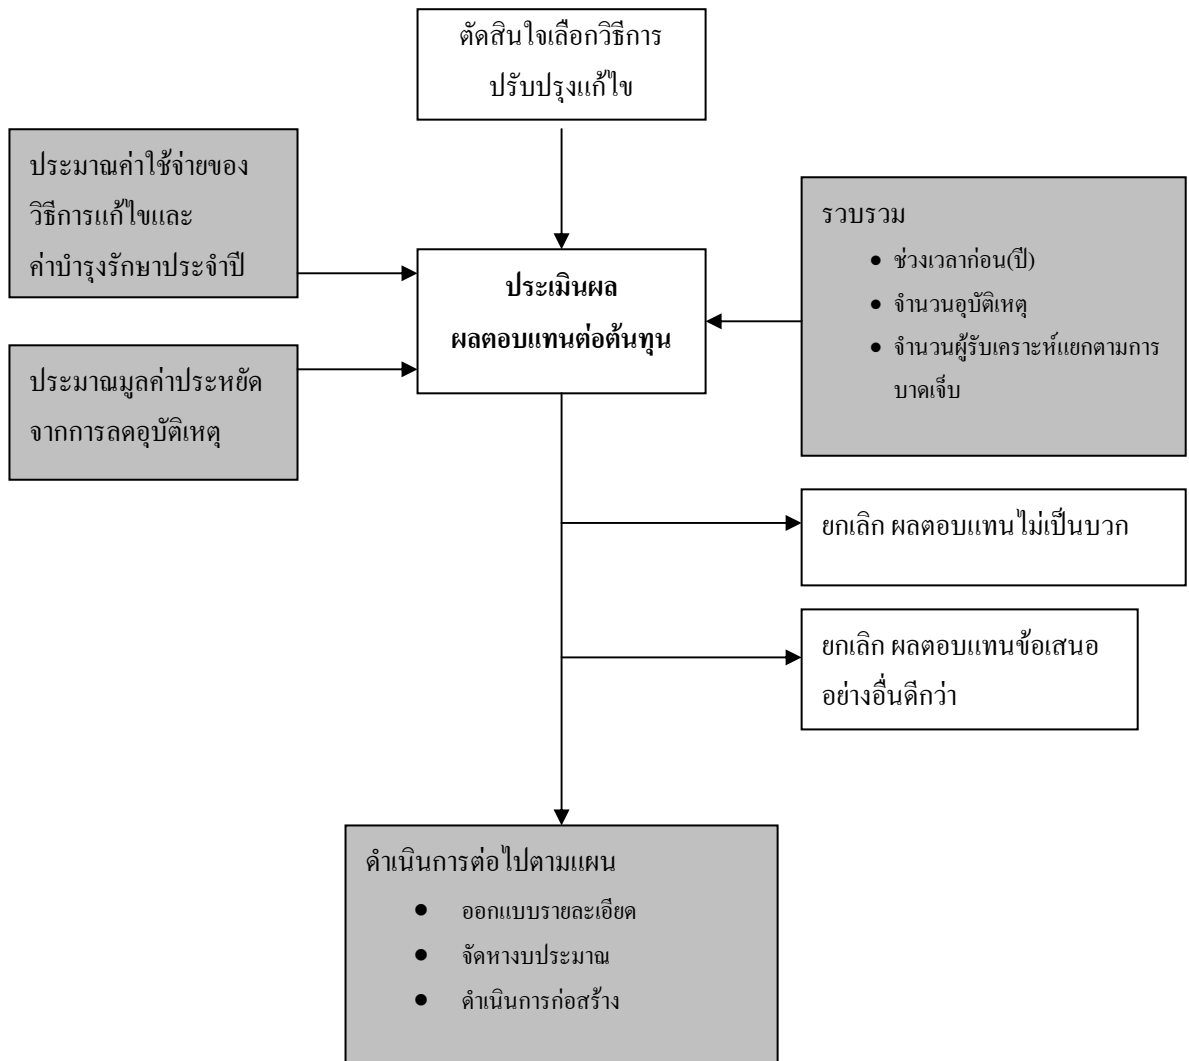 ตัดสินใจเลือกวิธีการ
ปรับปรุงแก้ไข
ประมาณค่าใช้จ่ายของ
วิธีการแก้ไขและ
ค่าบำรุงรักษาประจำปี
รวบรวม
• ช่วงเวลาก่อน(ปี)
• จำนวนอุบัติเหตุ
• จำนวนผู้รับเคราะห์แยกตามการ
บาดเจ็บ
ประเมินผล
ผลตอบแทนต่อต้นทุน
ประมาณมูลค่าประหยัด
จากการลดอุบัติเหตุ
ยกเลิก ผลตอบแทนไม่เป็นบวก
ยกเลิก ผลตอบแทนข้อเสนอ
อย่างอื่นดีกว่า
ดำเนินการต่อไปตามแผน
• ออกแบบรายละเอียด
• จัดหางบประมาณ
• ดำเนินการก่อสร้าง